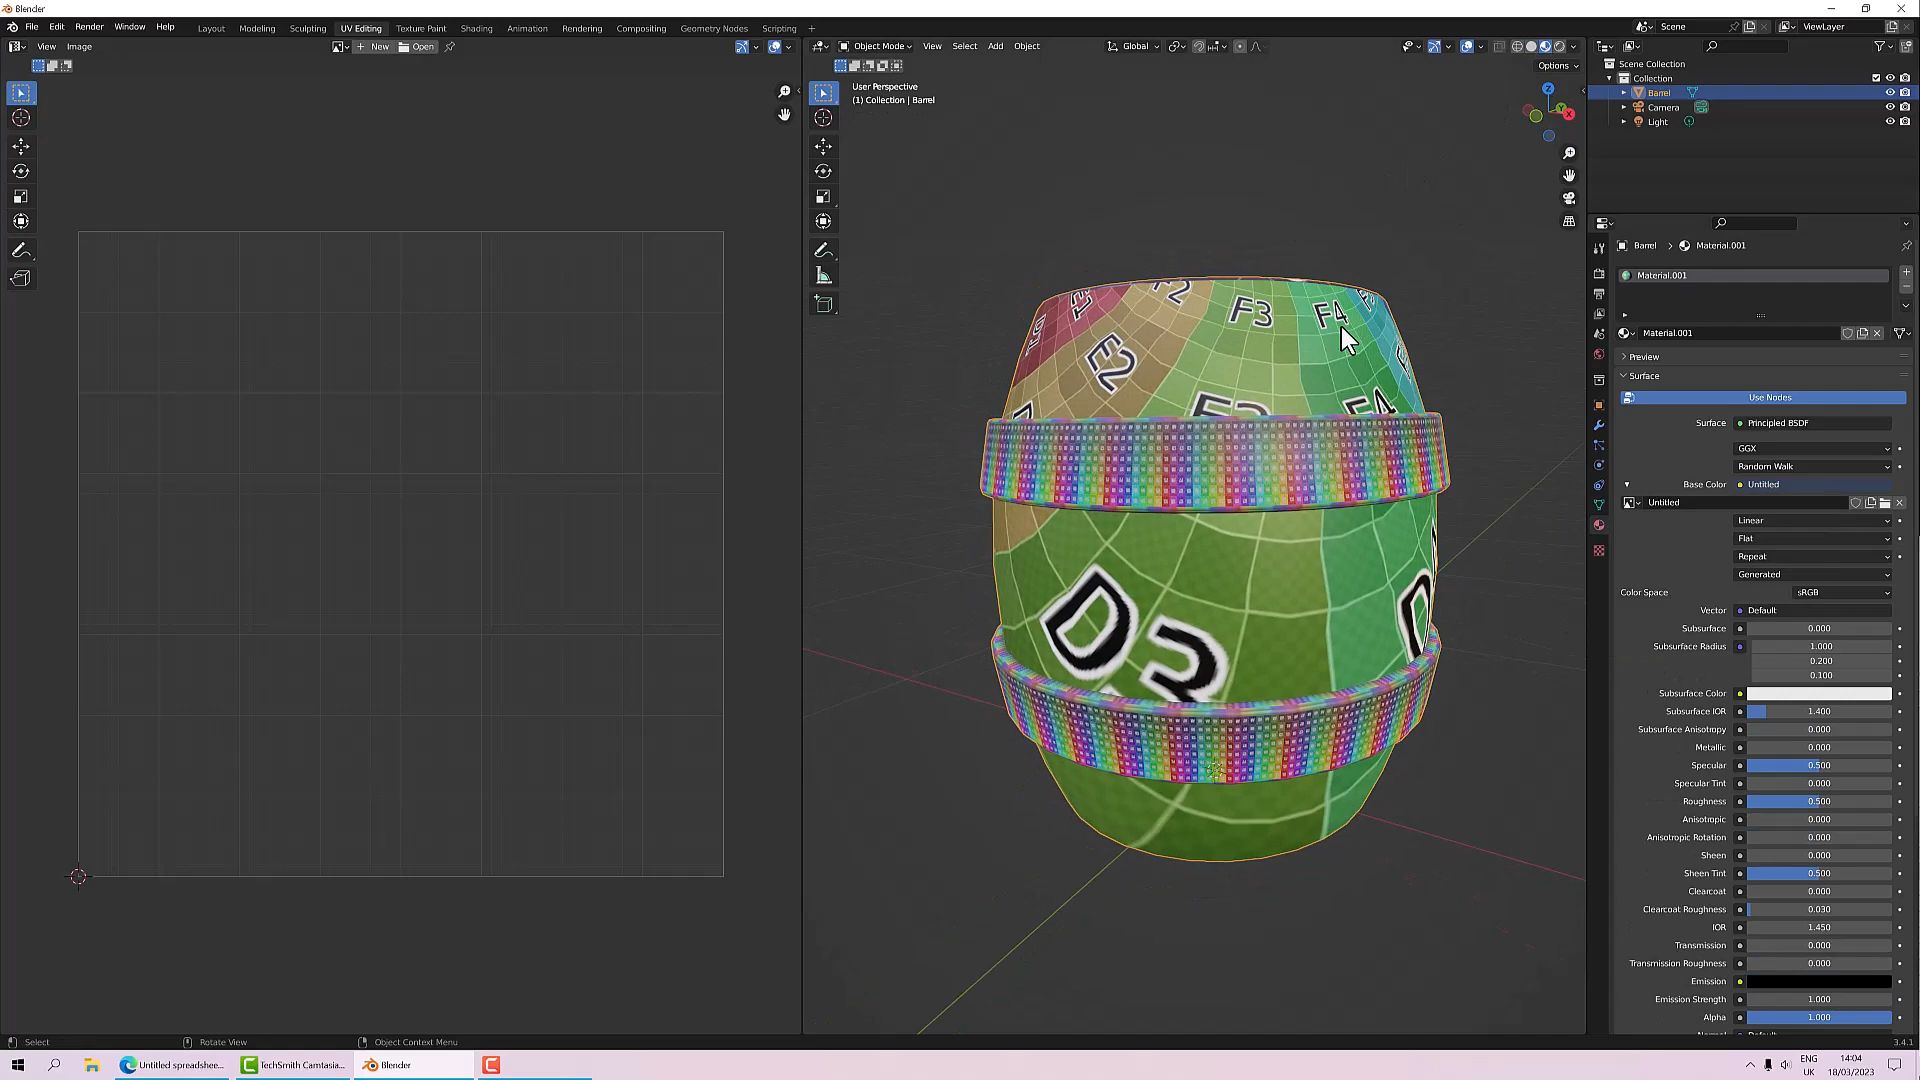 Blender
File Edit Render Window Help Layout Modeling Sculpting UV Editing Texture Paint Shading Animation Rendering Compositing Geometry Nodes Scripting + Scene ViewLayer
View Image + New Open Object Mode View Select Add Object Global
Options
User Perspective
(1) Collection | Barrel
Scene Collection
Collection
Barrel
Camera
Light
Z
Y
X
Barrel > Material.001
Material.001
Material.001
Preview
Surface
Use Nodes
Surface Principled BSDF
GGX
Random Walk
Base Color Untitled
Untitled
Linear
Flat
Repeat
Generated
Color Space sRGB
Vector Default
Subsurface 0.000
Subsurface Radius 1.000
0.200
0.100
Subsurface Color
Subsurface IOR 1.400
Subsurface Anisotropy 0.000
Metallic 0.000
Specular 0.500
Specular Tint 0.000
Roughness 0.500
Anisotropic 0.000
Anisotropic Rotation 0.000
Sheen 0.000
Sheen Tint 0.500
Clearcoat 0.000
Clearcoat Roughness 0.030
IOR 1.450
Transmission 0.000
Transmission Roughness 0.000
Emission
Emission Strength 1.000
Alpha 1.000
F2 F3 F4
E2
D3
Select Rotate View Object Context Menu 3.4.1
Untitled spreadshee... TechSmith Camtasia... Blender
ENG 14:04
UK 18/03/2023